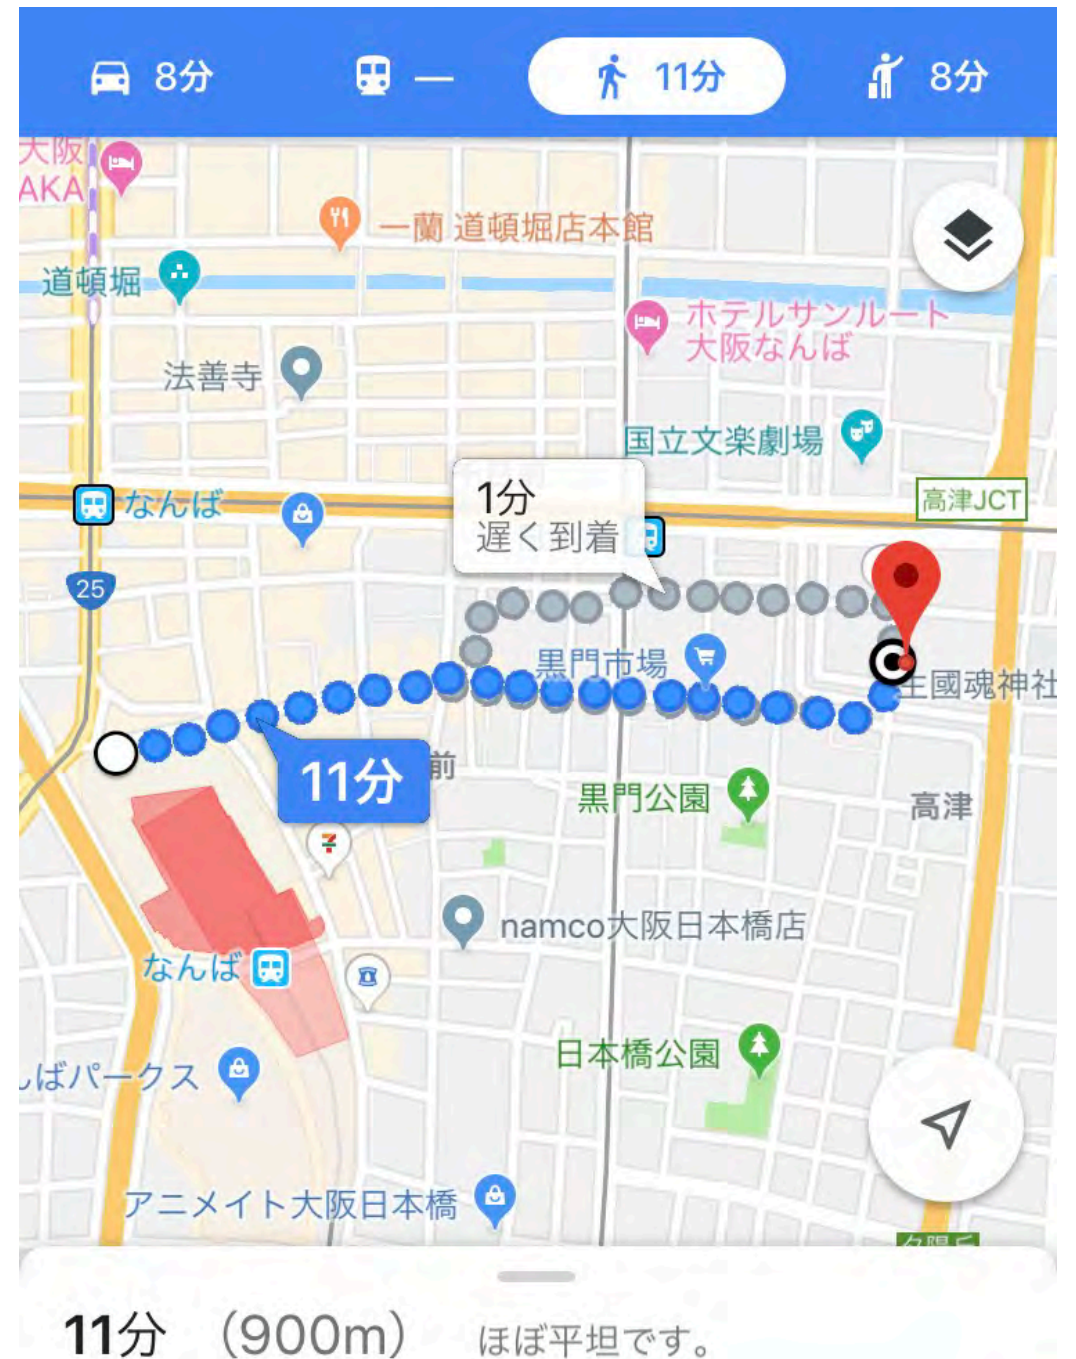 8分
—
11分
8分
大阪
AKA
一蘭 道頓堀店本館
道頓堀
ホテルサンルート
大阪なんば
法善寺
国立文楽劇場
1分
遅く到着
なんば
高津JCT
25
黒門市場
生國魂神社
11分
前
黒門公園
高津
7
namco大阪日本橋店
なんば
日本橋公園
んばパークス
アニメイト大阪日本橋
夕陽丘
11分 （900m） ほぼ平坦です。